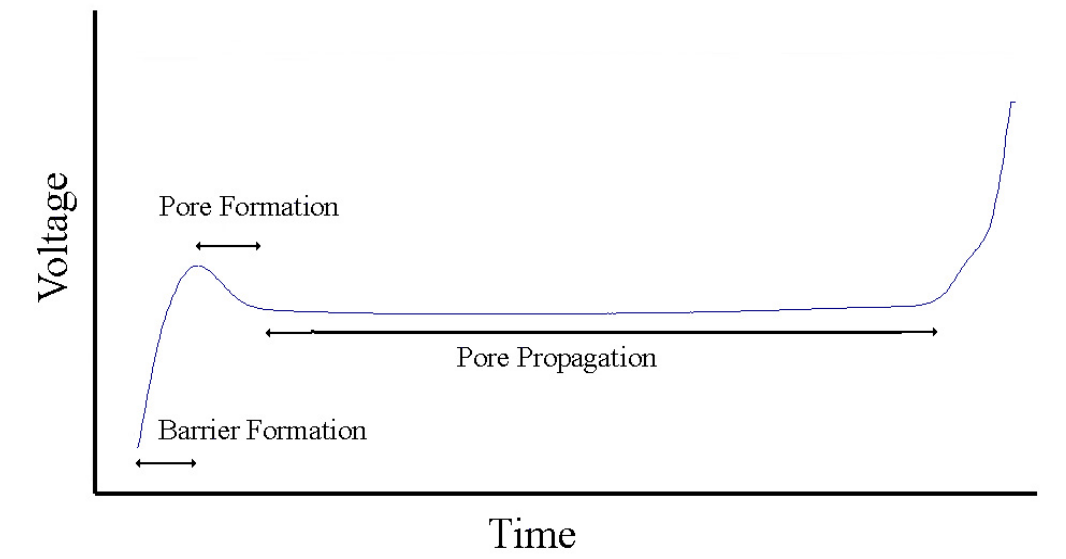 Pore Formation
Voltage
Pore Propagation
Barrier Formation
Time